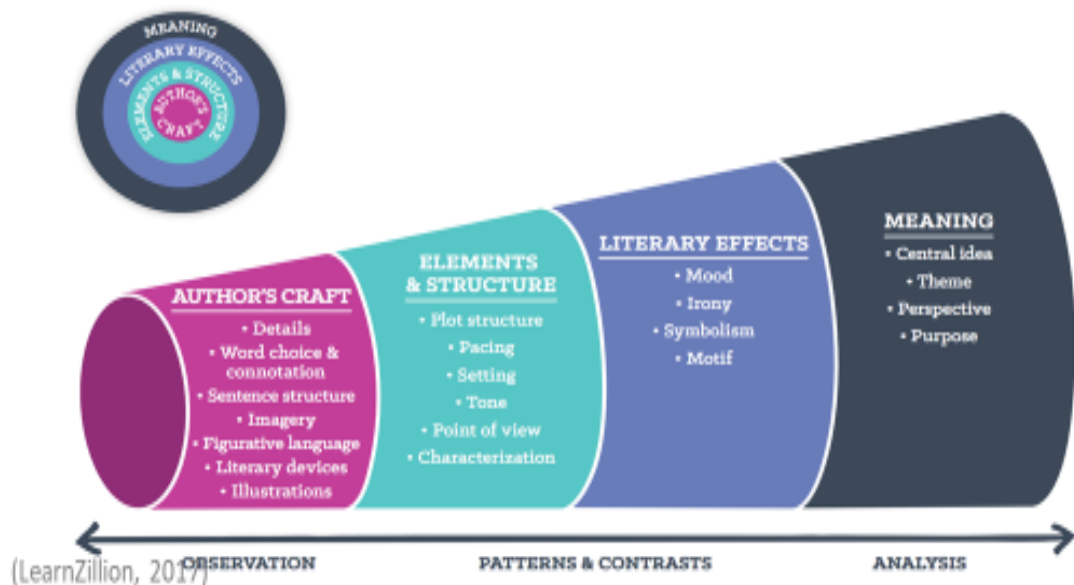 MEANING
LITERARY EFFECTS
ELEMENTS & STRUCTURE
AUTHOR'S
CRAFT
AUTHOR'S CRAFT
• Details
• Word choice &
connotation
• Sentence structure
• Imagery
• Figurative language
• Literary devices
• Illustrations
ELEMENTS
& STRUCTURE
• Plot structure
• Pacing
• Setting
• Tone
• Point of view
• Characterization
LITERARY EFFECTS
• Mood
• Irony
• Symbolism
• Motif
MEANING
• Central idea
• Theme
• Perspective
• Purpose
OBSERVATION
PATTERNS & CONTRASTS
ANALYSIS
(LearnZillion, 2017)